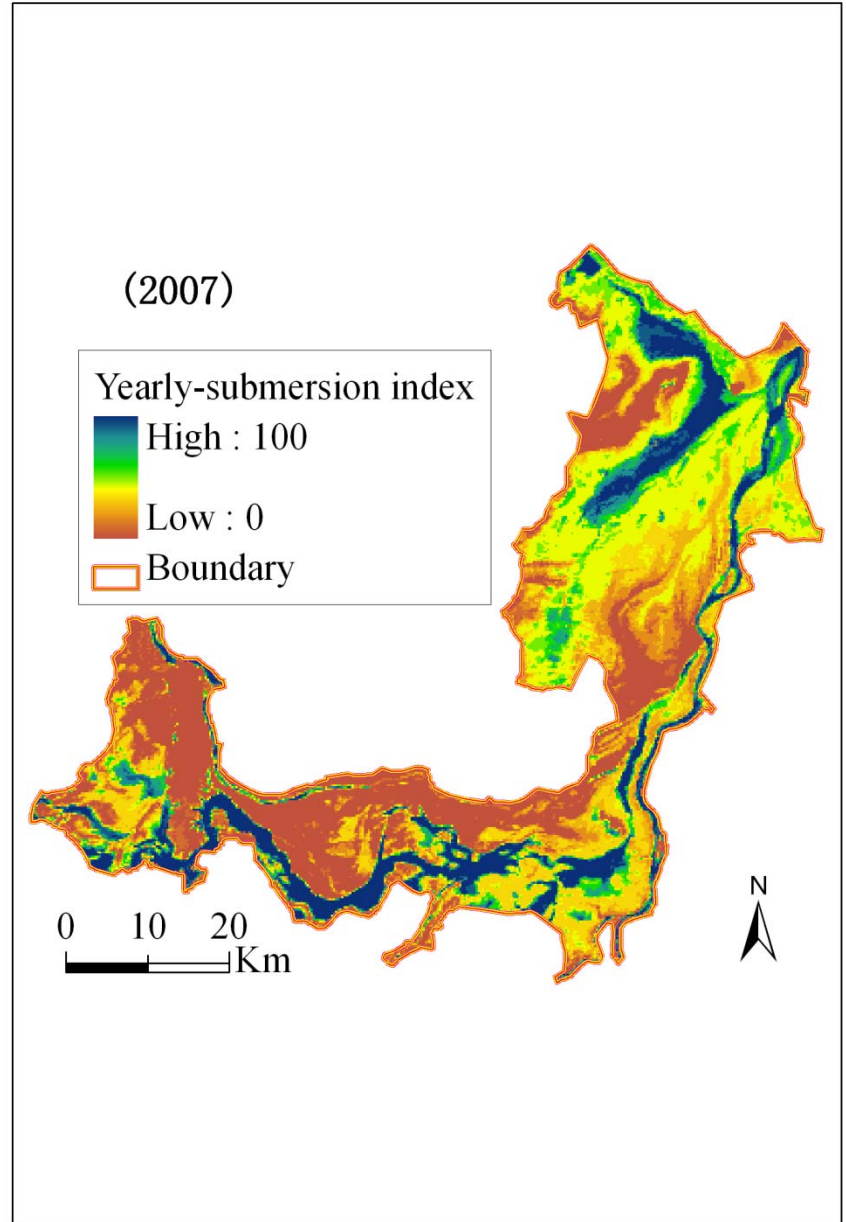 (2007)
Yearly-submersion index
High : 100
Low : 0
Boundary
N
0 10 20
Km